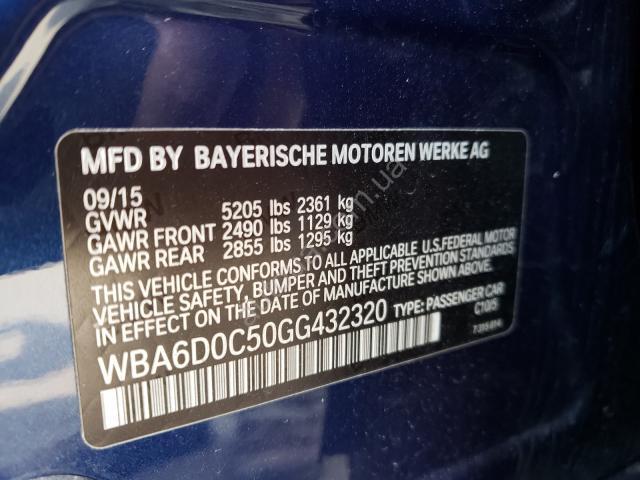 MFD BY BAYERISCHE MOTOREN WERKE AG
09/15
GVWR 5205 lbs 2361 kg
GAWR FRONT 2490 lbs 1129 kg
GAWR REAR 2855 lbs 1295 kg
THIS VEHICLE CONFORMS TO ALL APPLICABLE U.S.FEDERAL MOTOR
VEHICLE SAFETY, BUMPER AND THEFT PREVENTION STANDARDS
IN EFFECT ON THE DATE OF MANUFACTURE SHOWN ABOVE.
WBA6D0C50GG432320 TYPE: PASSENGER CAR
C10/5